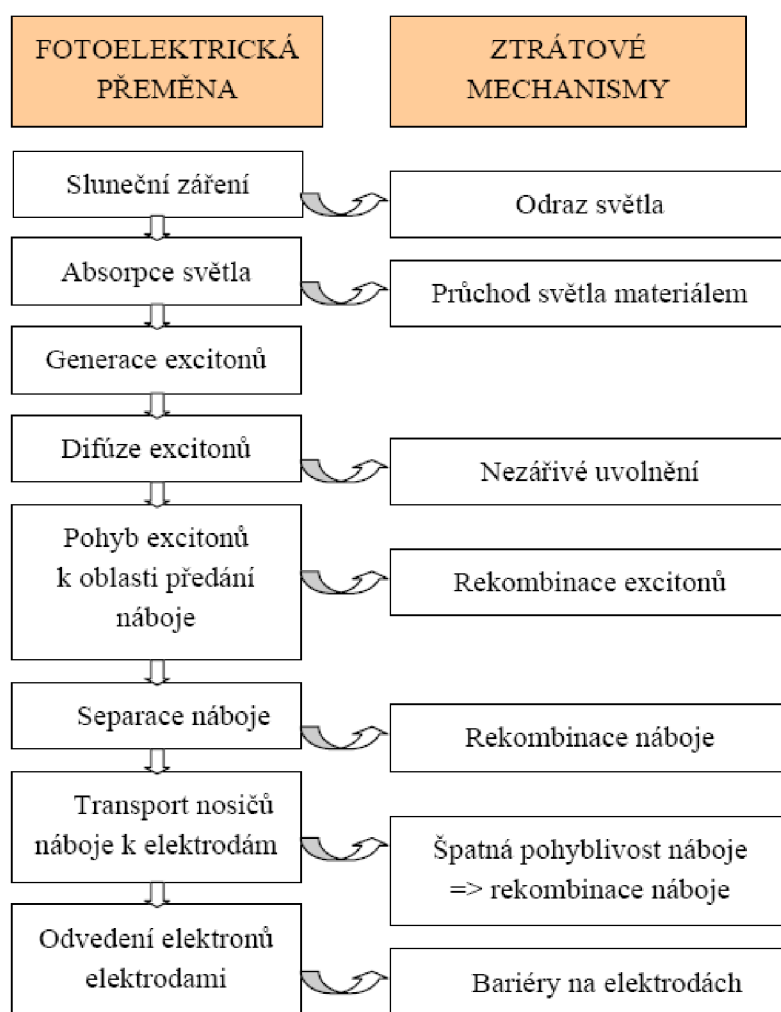 FOTOELEKTRICKÁ
PŘEMĚNA
ZTRÁTOVÉ
MECHANISMY
Sluneční záření
Odraz světla
Absorpce světla
Průchod světla materiálem
Generace excitonů
Difúze excitonů
Nezářivé uvolnění
Pohyb excitonů
k oblasti předání
náboje
Rekombinace excitonů
Separace náboje
Rekombinace náboje
Transport nosičů
náboje k elektrodám
Špatná pohyblivost náboje
=> rekombinace náboje
Odvedení elektronů
elektrodami
Bariéry na elektrodách